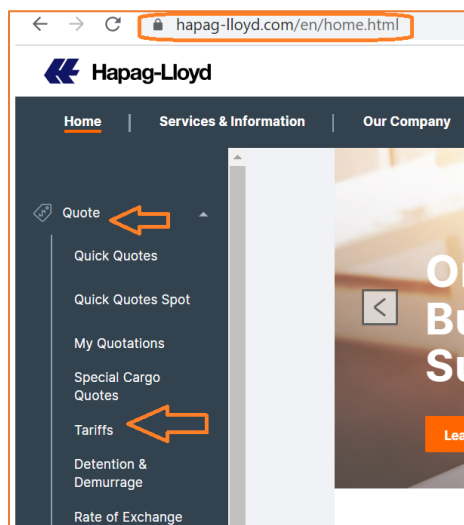 hapag-lloyd.com/en/home.html
Hapag-Lloyd
Home
Services & Information
Our Company
Quote
Quick Quotes
Quick Quotes Spot
My Quotations
Special Cargo
Quotes
Tariffs
Detention &
Demurrage
Rate of Exchange